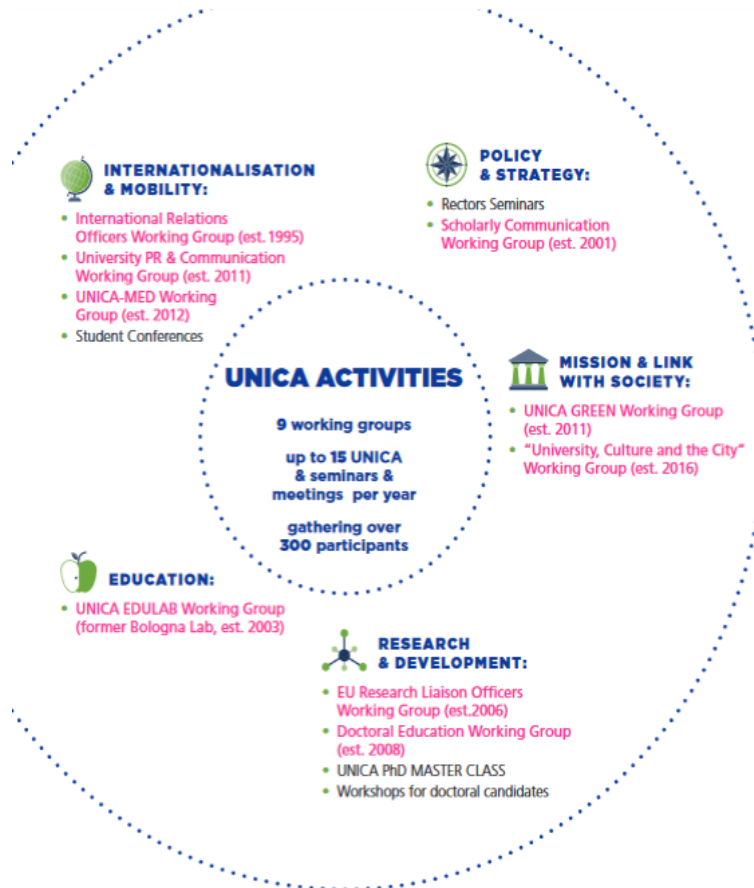 INTERNATIONALISATION
& MOBILITY:
• International Relations
Officers Working Group (est. 1995)
• University PR & Communication
Working Group (est. 2011)
• UNICA-MED Working
Group (est. 2012)
• Student Conferences
POLICY
& STRATEGY:
• Rectors Seminars
• Scholarly Communication
Working Group (est. 2001)
UNICA ACTIVITIES
9 working groups
up to 15 UNICA
& seminars &
meetings per year
gathering over
300 participants
MISSION & LINK
WITH SOCIETY:
• UNICA GREEN Working Group
(est. 2011)
• "University, Culture and the City"
Working Group (est. 2016)
EDUCATION:
• UNICA EDULAB Working Group
(former Bologna Lab, est. 2003)
RESEARCH
& DEVELOPMENT:
• EU Research Liaison Officers
Working Group (est.2006)
• Doctoral Education Working Group
(est. 2008)
• UNICA PhD MASTER CLASS
• Workshops for doctoral candidates